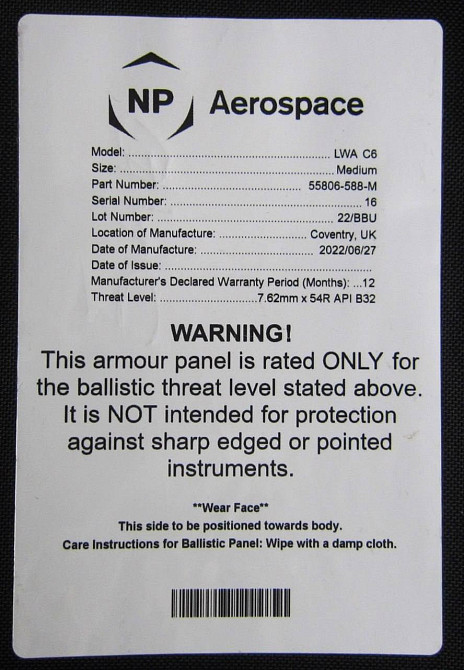 NP Aerospace
Model: ................................................................ LWA C6
Size: ........................................................................ Medium
Part Number: ............................................ 55806-588-M
Serial Number: ........................................................... 16
Lot Number: .................................................... 22/BBU
Location of Manufacture: .......................... Coventry, UK
Date of Manufacture: ................................... 2022/06/27
Date of Issue: ..............................................................
Manufacturer's Declared Warranty Period (Months): ...12
Threat Level: .............................7.62mm x 54R API B32
WARNING!
This armour panel is rated ONLY for
the ballistic threat level stated above.
It is NOT intended for protection
against sharp edged or pointed
instruments.
**Wear Face**
This side to be positioned towards body.
Care Instructions for Ballistic Panel: Wipe with a damp cloth.